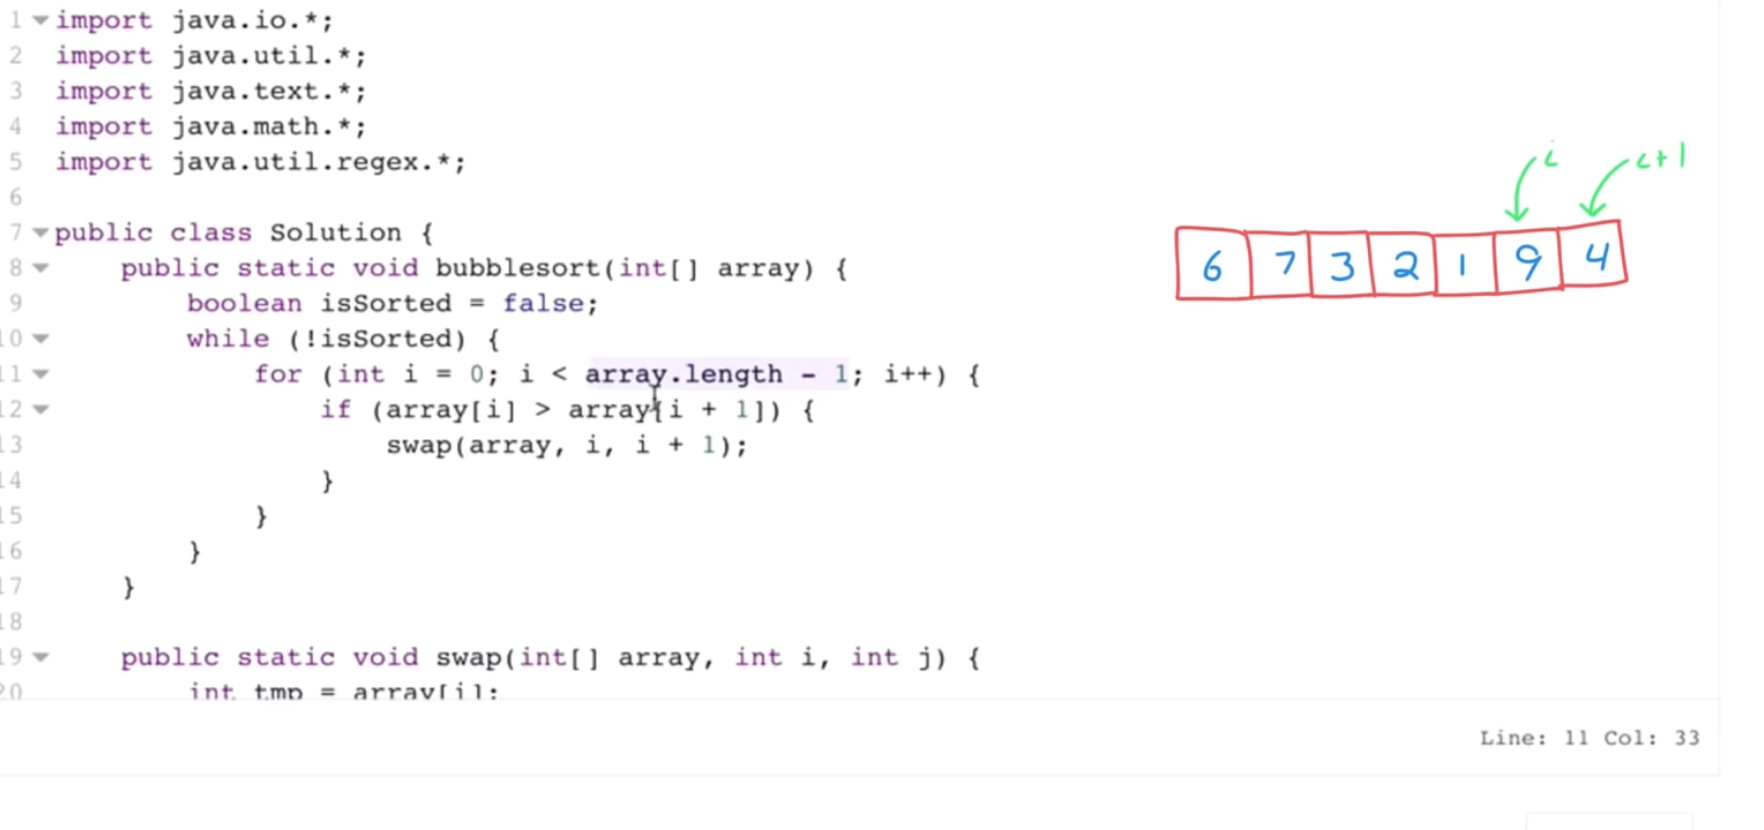 1 import java.io.*;
2 import java.util.*;
3 import java.text.*;
4 import java.math.*;
5 import java.util.regex.*;
6
7 public class Solution {
8 public static void bubblesort(int[] array) {
9 boolean isSorted = false;
10 while (!isSorted) {
11 for (int i = 0; i < array.length - 1; i++) {
12 if (array[i] > array[i + 1]) {
13 swap(array, i, i + 1);
14 }
15 }
16 }
17 }
18
19 public static void swap(int[] array, int i, int j) {
20 int tmp = array[i];
i i+1
6 7 3 2 1 9 4
Line: 11 Col: 33